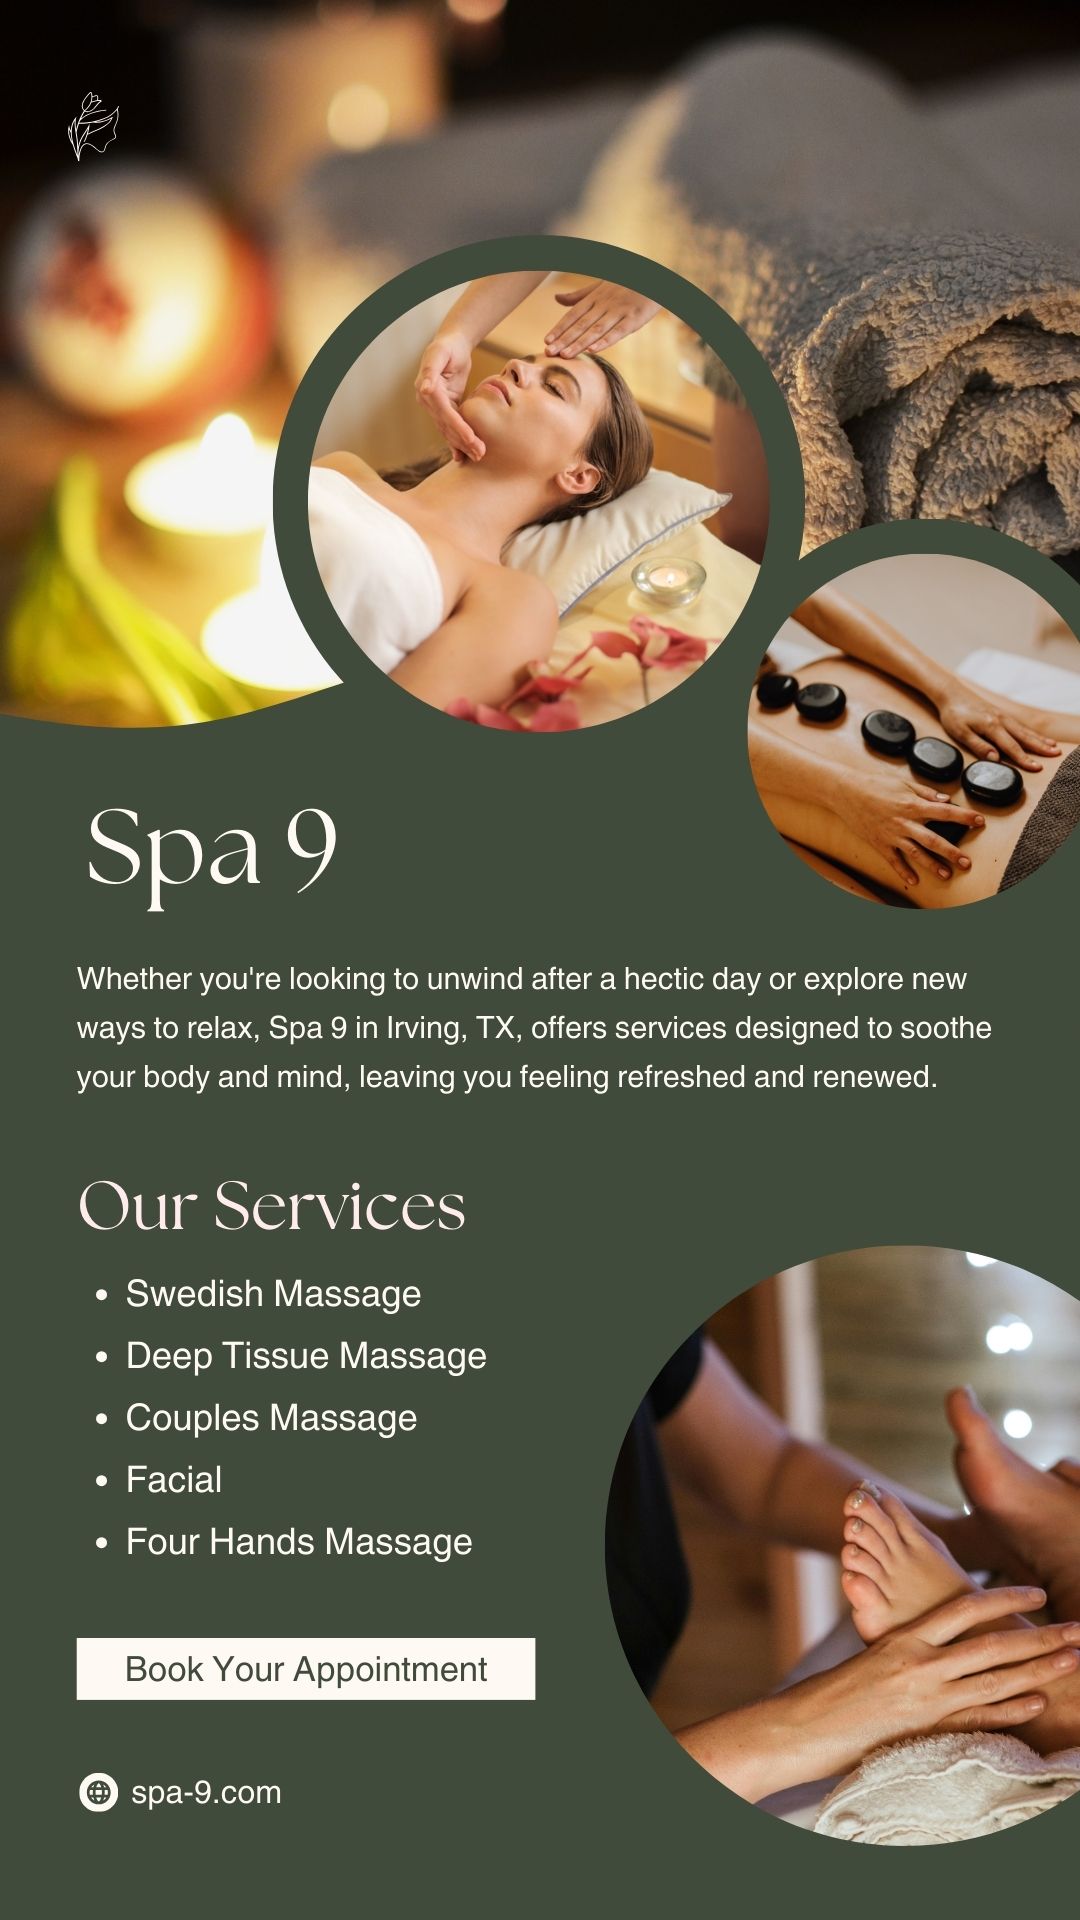 Spa 9
Whether you're looking to unwind after a hectic day or explore new
ways to relax, Spa 9 in Irving, TX, offers services designed to soothe
your body and mind, leaving you feeling refreshed and renewed.
Our Services
• Swedish Massage
• Deep Tissue Massage
• Couples Massage
• Facial
• Four Hands Massage
Book Your Appointment
spa-9.com